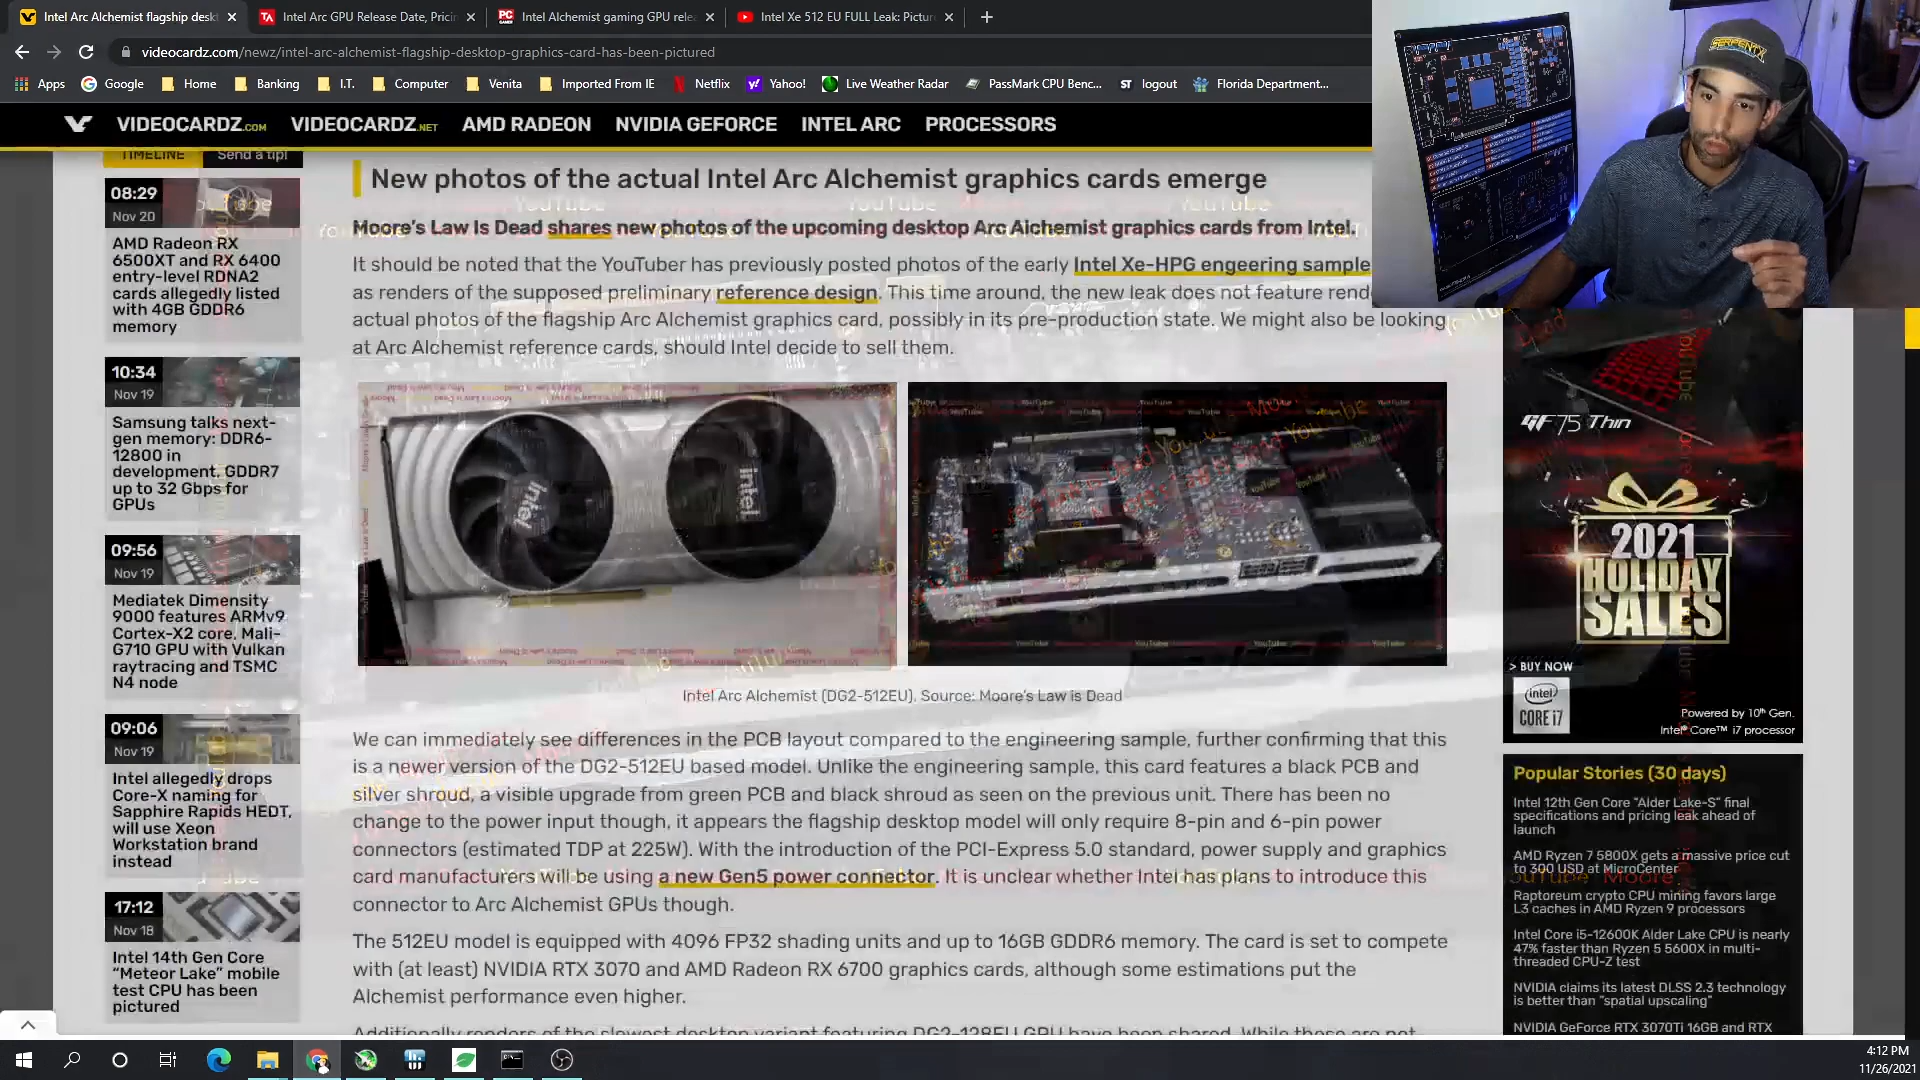 Intel Arc Alchemist flagship desk
Intel Arc GPU Release Date, Pricin
Intel Alchemist gaming GPU rele
Intel Xe 512 EU FULL Leak: Pictur
videocardz.com/newz/intel-arc-alchemist-flagship-desktop-graphics-card-has-been-pictured
Apps Google Home Banking I.T. Computer Venita Imported From IE Netflix Yahoo! Live Weather Radar PassMark CPU Benc... ST logout Florida Department...
VIDEOCARDZ.COM VIDEOCARDZ.NET AMD RADEON NVIDIA GEFORCE INTEL ARC PROCESSORS
TIMELINE Send a tip!
08:29
Nov 20
AMD Radeon RX
6500XT and RX 6400
entry-level RDNA2
cards allegedly listed
with 4GB GDDR6
memory
10:34
Nov 19
Samsung talks next-
gen memory: DDR6-
12800 in
development, GDDR7
up to 32 Gbps for
GPUs
09:56
Nov 19
Mediatek Dimensity
9000 features ARMv9
Cortex-X2 core, Mali-
G710 GPU with Vulkan
raytracing and TSMC
N4 node
09:06
Nov 19
Intel allegedly drops
Core-X naming for
Sapphire Rapids HEDT,
will use Xeon
Workstation brand
instead
17:12
Nov 18
Intel 14th Gen Core
“Meteor Lake” mobile
test CPU has been
pictured
New photos of the actual Intel Arc Alchemist graphics cards emerge
Moore’s Law Is Dead shares new photos of the upcoming desktop Arc Alchemist graphics cards from Intel.
It should be noted that the YouTuber has previously posted photos of the early Intel Xe-HPG engeering sample
as renders of the supposed preliminary reference design. This time around, the new leak does not feature rend
actual photos of the flagship Arc Alchemist graphics card, possibly in its pre-production state. We might also be looking
at Arc Alchemist reference cards, should Intel decide to sell them.
intel
intel
Intel Arc Alchemist (DG2-512EU), Source: Moore’s Law is Dead
We can immediately see differences in the PCB layout compared to the engineering sample, further confirming that this
is a newer version of the DG2-512EU based model. Unlike the engineering sample, this card features a black PCB and
silver shroud, a visible upgrade from green PCB and black shroud as seen on the previous unit. There has been no
change to the power input though, it appears the flagship desktop model will only require 8-pin and 6-pin power
connectors (estimated TDP at 225W). With the introduction of the PCI-Express 5.0 standard, power supply and graphics
card manufacturers will be using a new Gen5 power connector. It is unclear whether Intel has plans to introduce this
connector to Arc Alchemist GPUs though.
The 512EU model is equipped with 4096 FP32 shading units and up to 16GB GDDR6 memory. The card is set to compete
with (at least) NVIDIA RTX 3070 and AMD Radeon RX 6700 graphics cards, although some estimations put the
Alchemist performance even higher.
Additionally renders of the slowest desktop variant featuring DG2-128EU GPU have been shared. While these are not
SERPENTX
GF75 Thin
2021
HOLIDAY
SALES
> BUY NOW
intel
CORE i7
Powered by 10th Gen.
Intel® Core™ i7 processor
Popular Stories (30 days)
Intel 12th Gen Core "Alder Lake-S" final
specifications and pricing leak ahead of
launch
AMD Ryzen 7 5800X gets a massive price cut
to 300 USD at MicroCenter
Raptoreum crypto CPU mining favors large
L3 caches in AMD Ryzen 9 processors
Intel Core i5-12600K Alder Lake CPU is nearly
47% faster than Ryzen 5 5600X in multi-
threaded CPU-Z test
NVIDIA claims its latest DLSS 2.3 technology
is better than "spatial upscaling"
NVIDIA GeForce RTX 3070Ti 16GB and RTX
4:12 PM
11/26/2021